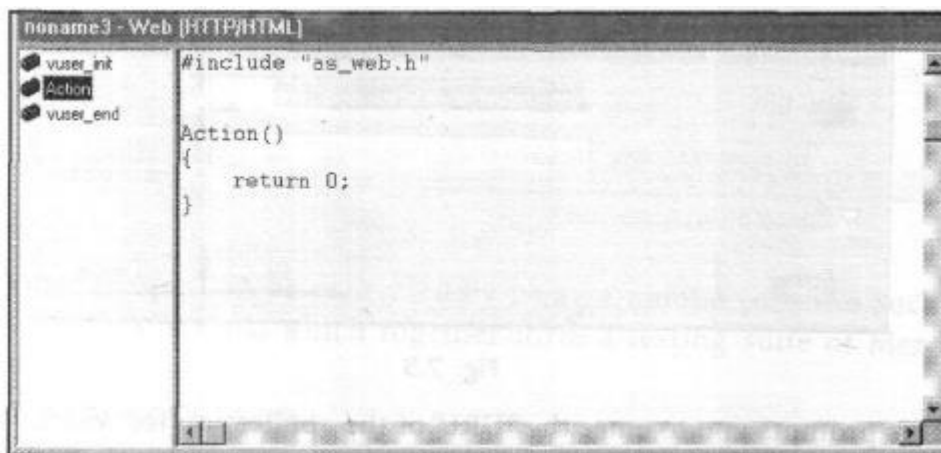 noname3 - Web [HTTP/HTML]
vuser_init
Action
vuser_end
#include "as_web.h"
Action()
{
return 0;
}